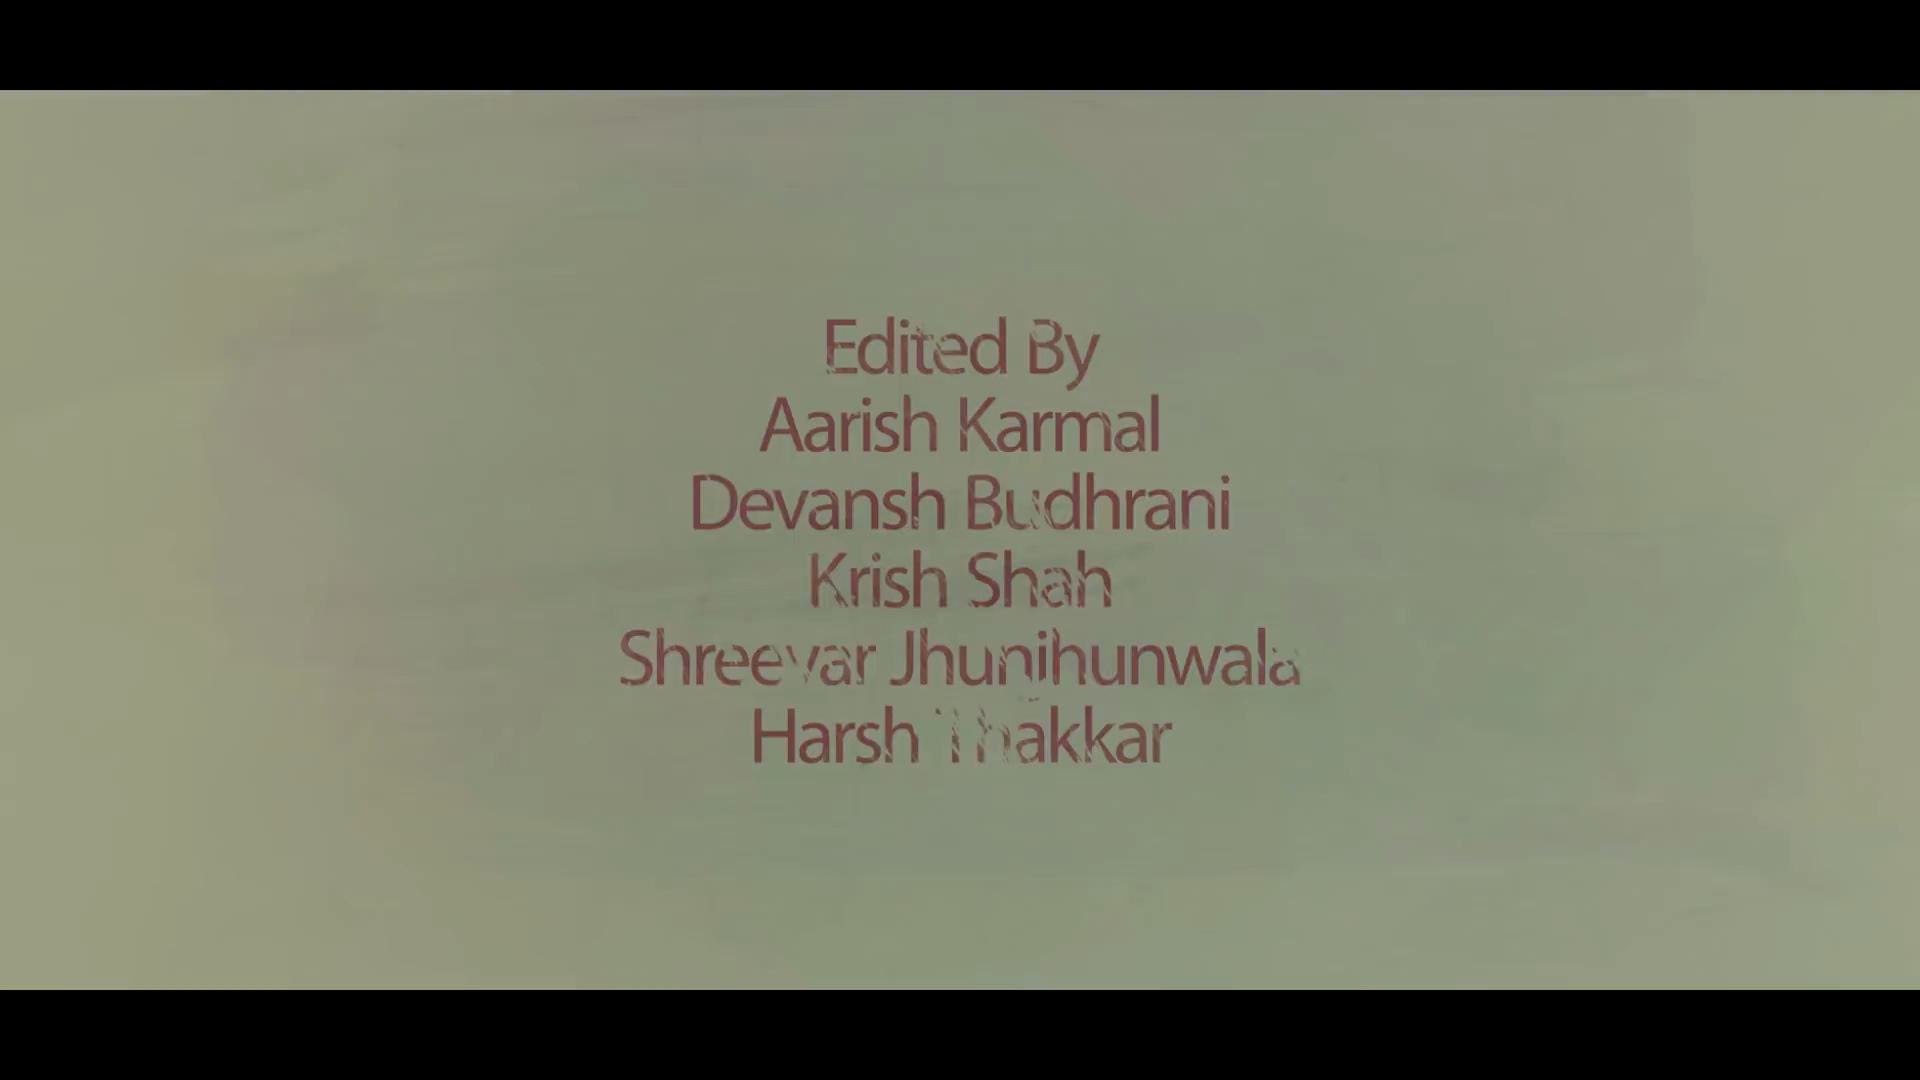 Edited By
Aarish Karmal
Devansh Budhrani
Krish Shah
Shreevar Jhunjhunwala
Harsh Thakkar